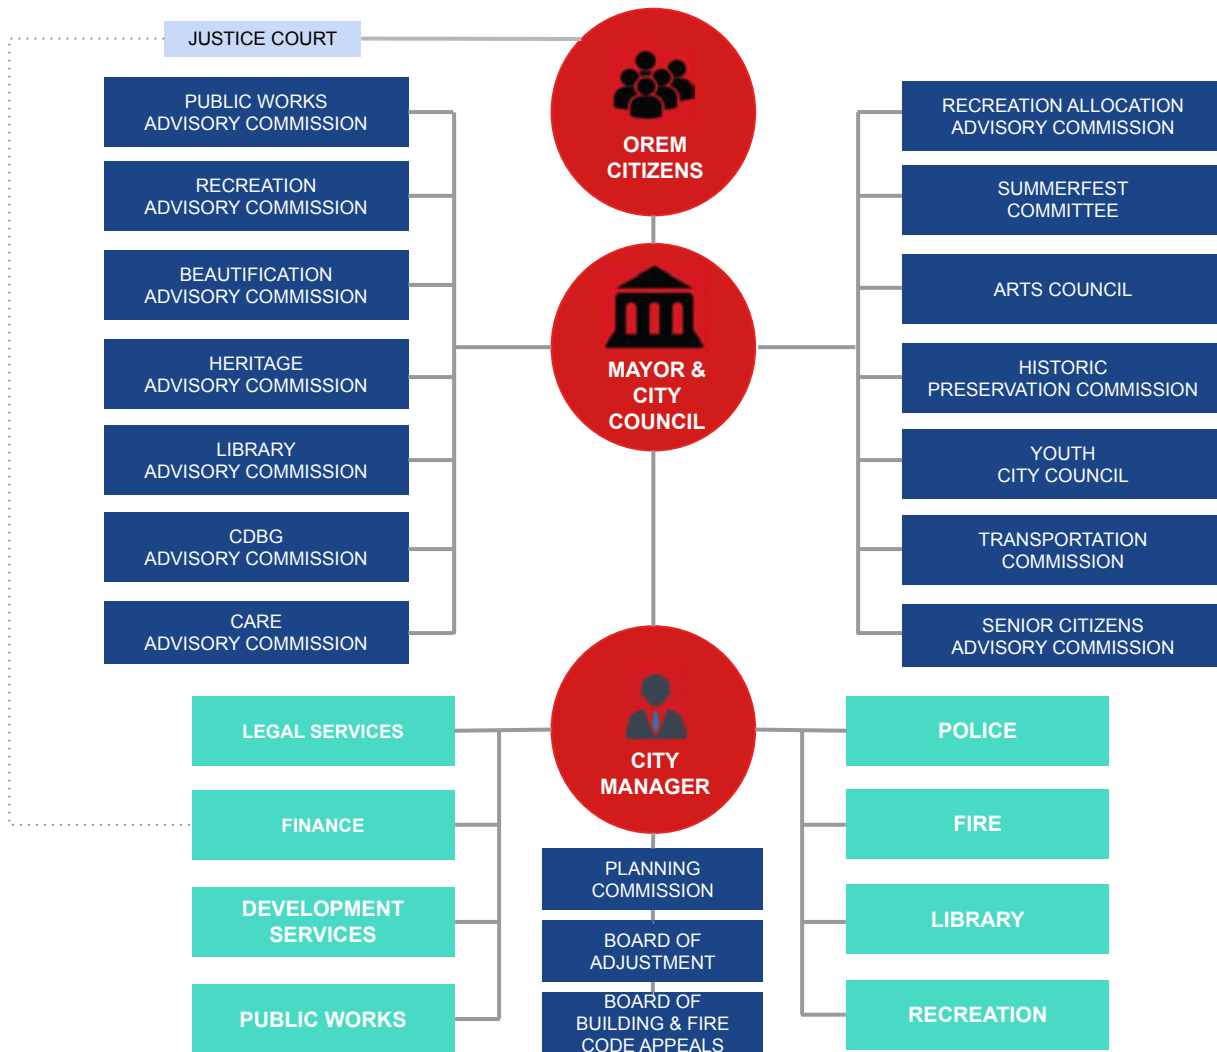 JUSTICE COURT
OREM
CITIZENS
PUBLIC WORKS
ADVISORY COMMISSION
RECREATION
ADVISORY COMMISSION
BEAUTIFICATION
ADVISORY COMMISSION
HERITAGE
ADVISORY COMMISSION
LIBRARY
ADVISORY COMMISSION
CDBG
ADVISORY COMMISSION
CARE
ADVISORY COMMISSION
MAYOR &
CITY
COUNCIL
RECREATION ALLOCATION
ADVISORY COMMISSION
SUMMERFEST
COMMITTEE
ARTS COUNCIL
HISTORIC
PRESERVATION COMMISSION
YOUTH
CITY COUNCIL
TRANSPORTATION
COMMISSION
SENIOR CITIZENS
ADVISORY COMMISSION
CITY
MANAGER
LEGAL SERVICES
FINANCE
DEVELOPMENT
SERVICES
PUBLIC WORKS
PLANNING
COMMISSION
BOARD OF
ADJUSTMENT
BOARD OF
BUILDING & FIRE
CODE APPEALS
POLICE
FIRE
LIBRARY
RECREATION